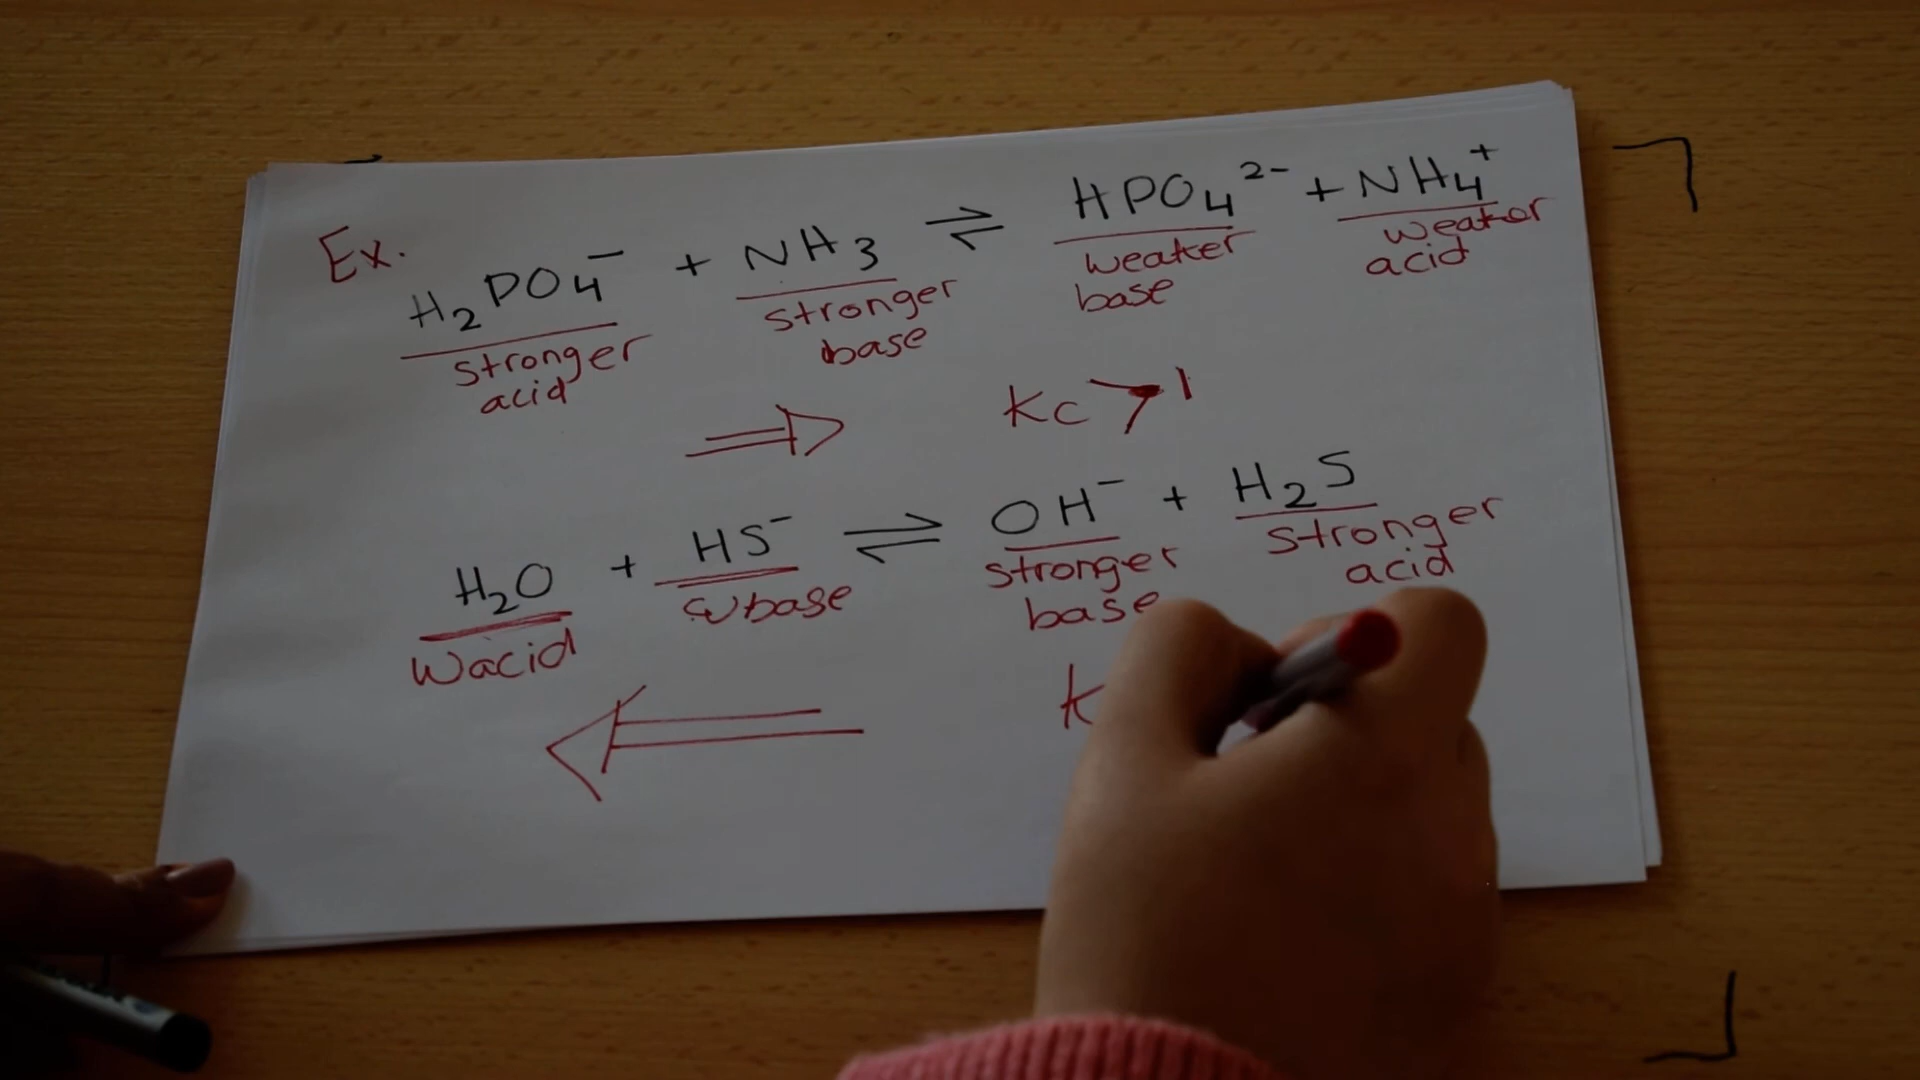 Ex.
H₂PO₄⁻ + NH₃ ⇌ HPO₄²⁻ + NH₄⁺
stronger acid stronger base weaker base weaker acid
⇒ Kc > 1
H₂O + HS⁻ ⇌ OH⁻ + H₂S
Wacid Wbase stronger base stronger acid
⇐ K